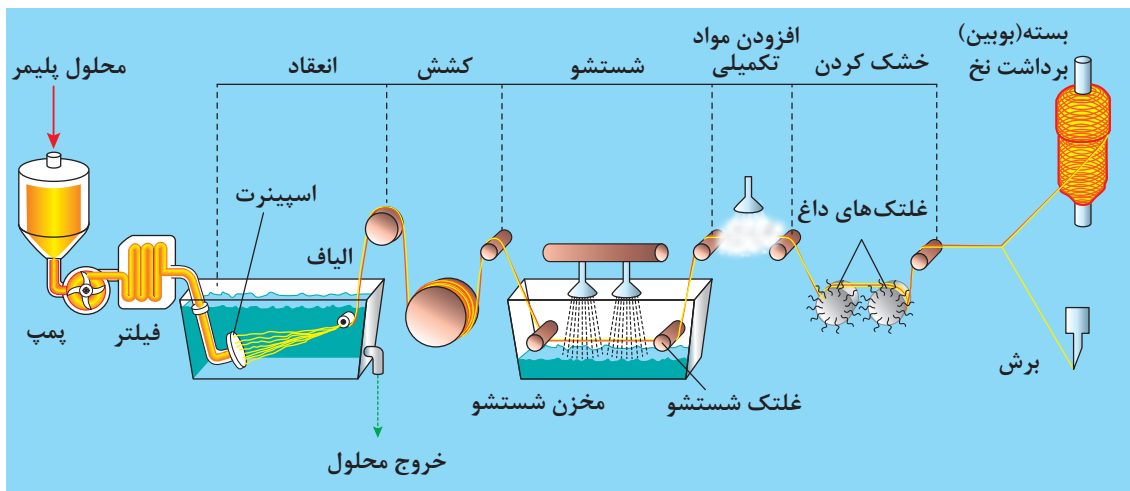 بسته(بوبین)
برداشت نخ
خشک کردن
افزودن مواد
تکمیلی
شستشو
کشش
انعقاد
محلول پلیمر
اسپینرت
الیاف
غلتک‌های داغ
پمپ
فیلتر
برش
مخزن شستشو
غلتک شستشو
خروج محلول